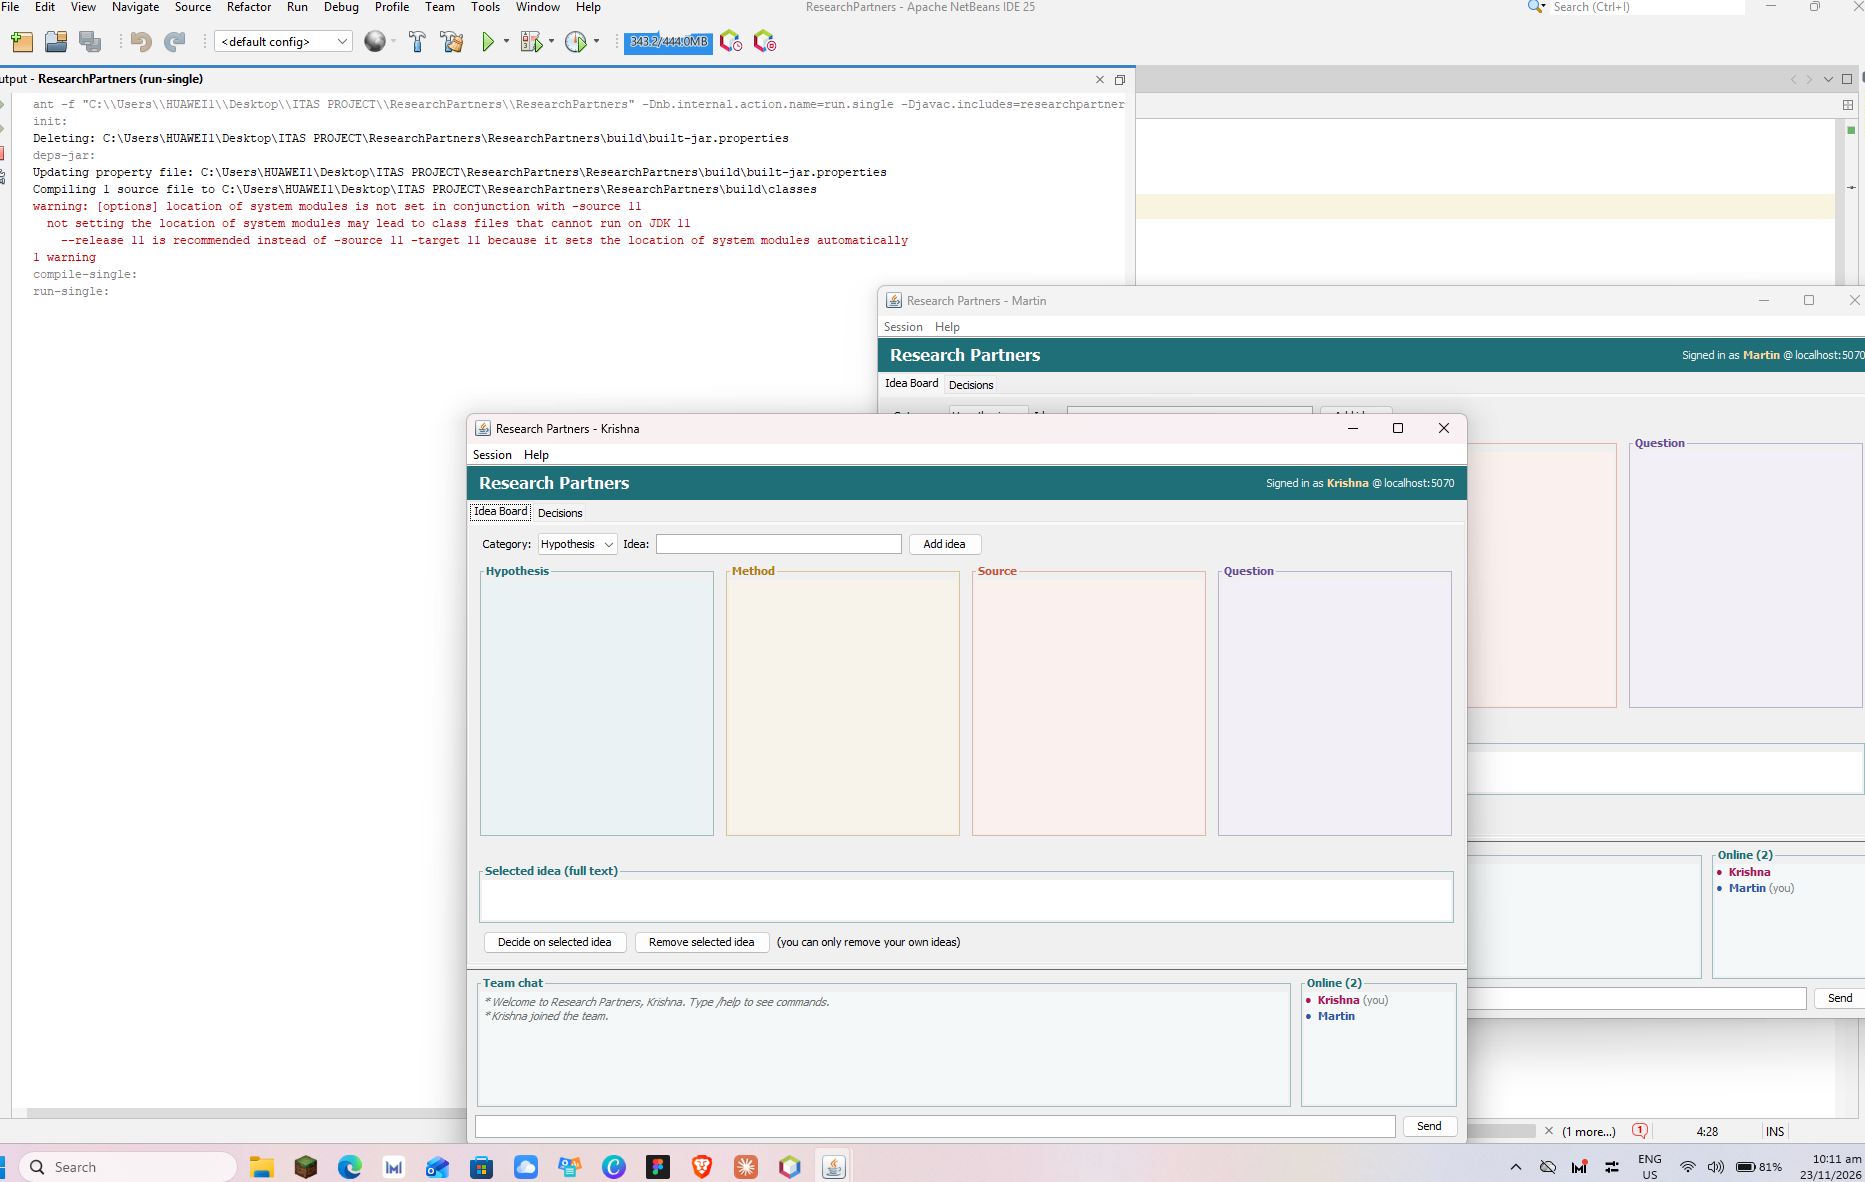 File Edit View Navigate Source Refactor Run Debug Profile Team Tools Window Help
ResearchPartners - Apache NetBeans IDE 25
Search (Ctrl+I)
<default config>
343.2/444.0MB
utput - ResearchPartners (run-single)
ant -f "C:\\Users\\HUAWEI1\\Desktop\\ITAS PROJECT\\ResearchPartners\\ResearchPartners" -Dnb.internal.action.name=run.single -Djavac.includes=researchpartner
init:
Deleting: C:\Users\HUAWEI1\Desktop\ITAS PROJECT\ResearchPartners\ResearchPartners\build\built-jar.properties
deps-jar:
Updating property file: C:\Users\HUAWEI1\Desktop\ITAS PROJECT\ResearchPartners\ResearchPartners\build\built-jar.properties
Compiling 1 source file to C:\Users\HUAWEI1\Desktop\ITAS PROJECT\ResearchPartners\ResearchPartners\build\classes
warning: [options] location of system modules is not set in conjunction with -source 11
not setting the location of system modules may lead to class files that cannot run on JDK 11
--release 11 is recommended instead of -source 11 -target 11 because it sets the location of system modules automatically
1 warning
compile-single:
run-single:
Research Partners - Martin
Session Help
Research Partners
Signed in as Martin @ localhost:5070
Idea Board Decisions
Question
Online (2)
• Krishna
• Martin (you)
Send
Research Partners - Krishna
Session Help
Research Partners
Signed in as Krishna @ localhost:5070
Idea Board Decisions
Category: Hypothesis Idea: Add idea
Hypothesis Method Source Question
Selected idea (full text)
Decide on selected idea Remove selected idea (you can only remove your own ideas)
Team chat
* Welcome to Research Partners, Krishna. Type /help to see commands.
* Krishna joined the team.
Online (2)
• Krishna (you)
• Martin
Send
(1 more...) 1 4:28 INS
Search
ENG
US
81%
10:11 am
23/11/2026